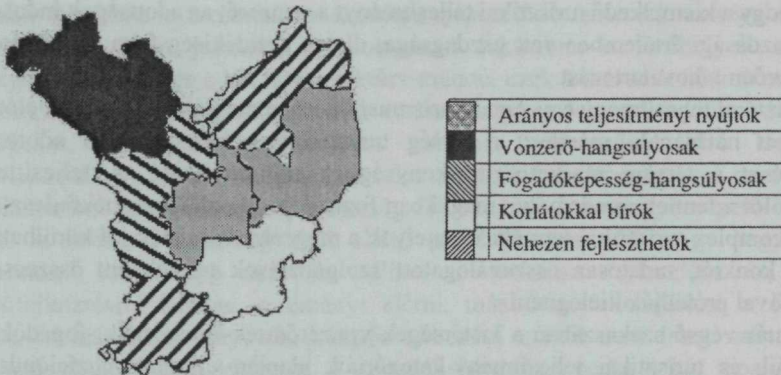 Arányos teljesítményt nyújtók
Vonzerő-hangsúlyosak
Fogadóképesség-hangsúlyosak
Korlátokkal bírók
Nehezen fejleszthetők